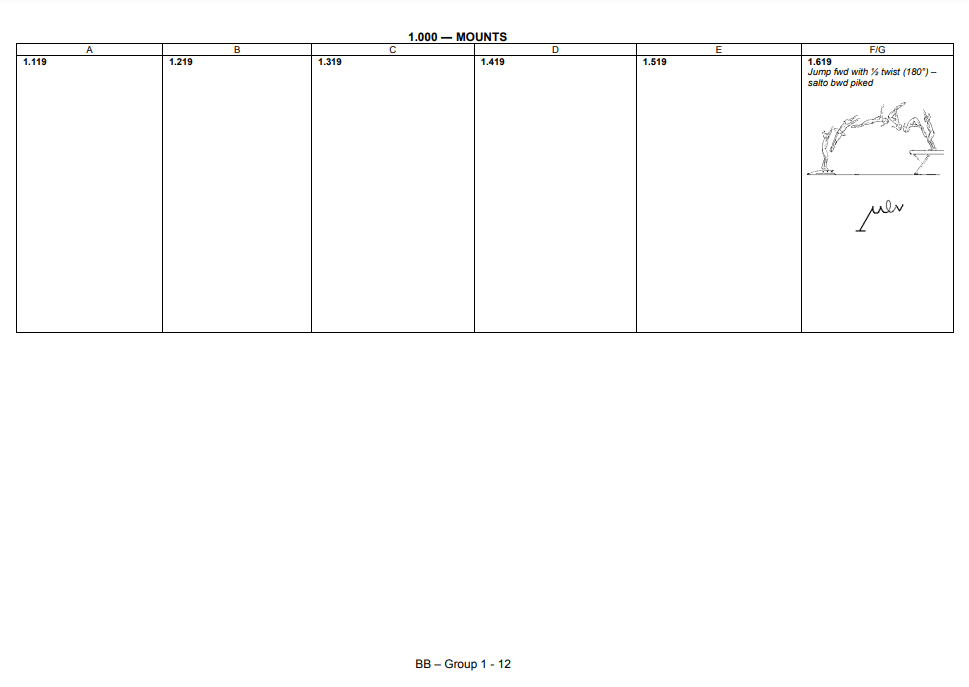 1.000 — MOUNTS
A B C D E F/G
1.119 1.219 1.319 1.419 1.519 1.619
Jump fwd with ½ twist (180°) –
salto bwd piked
BB – Group 1 - 12